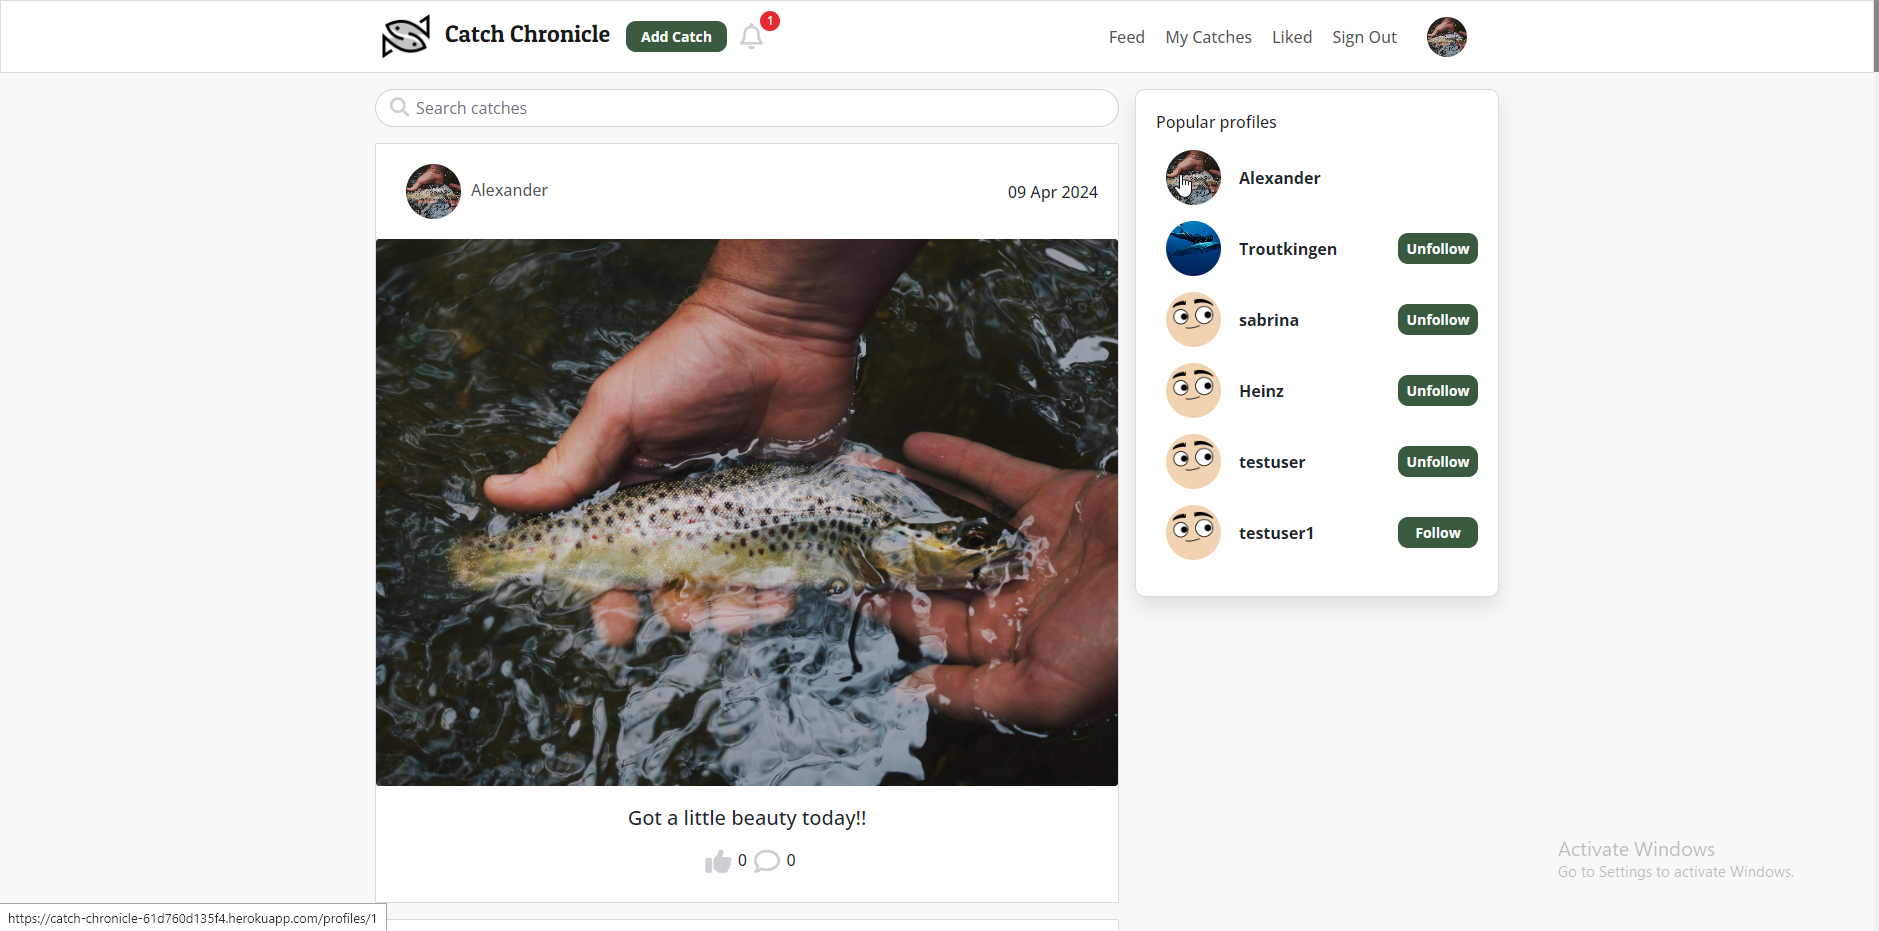 Catch Chronicle
Add Catch
1
Feed
My Catches
Liked
Sign Out
Search catches
Alexander
09 Apr 2024
Got a little beauty today!!
0
0
Popular profiles
Alexander
Troutkingen
Unfollow
sabrina
Unfollow
Heinz
Unfollow
testuser
Unfollow
testuser1
Follow
Activate Windows
Go to Settings to activate Windows.
https://catch-chronicle-61d760d135f4.herokuapp.com/profiles/1